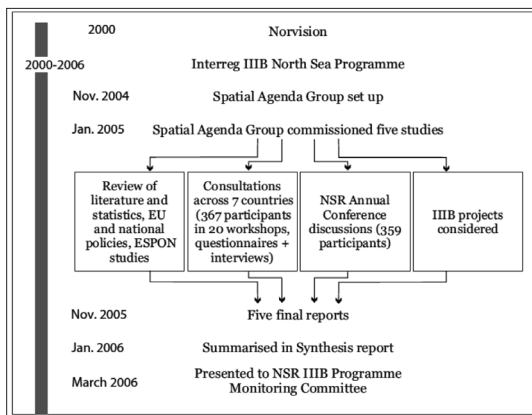 2000 Norvision
2000-2006 Interreg IIIB North Sea Programme
Nov. 2004 Spatial Agenda Group set up
Jan. 2005 Spatial Agenda Group commissioned five studies
Review of
literature and
statistics, EU
and national
policies, ESPON
studies
Consultations
across 7 countries
(367 participants
in 20 workshops,
questionnaires +
interviews)
NSR Annual
Conference
discussions (359
participants)
IIIB projects
considered
Nov. 2005 Five final reports
Jan. 2006 Summarised in Synthesis report
March 2006 Presented to NSR IIIB Programme
Monitoring Committee